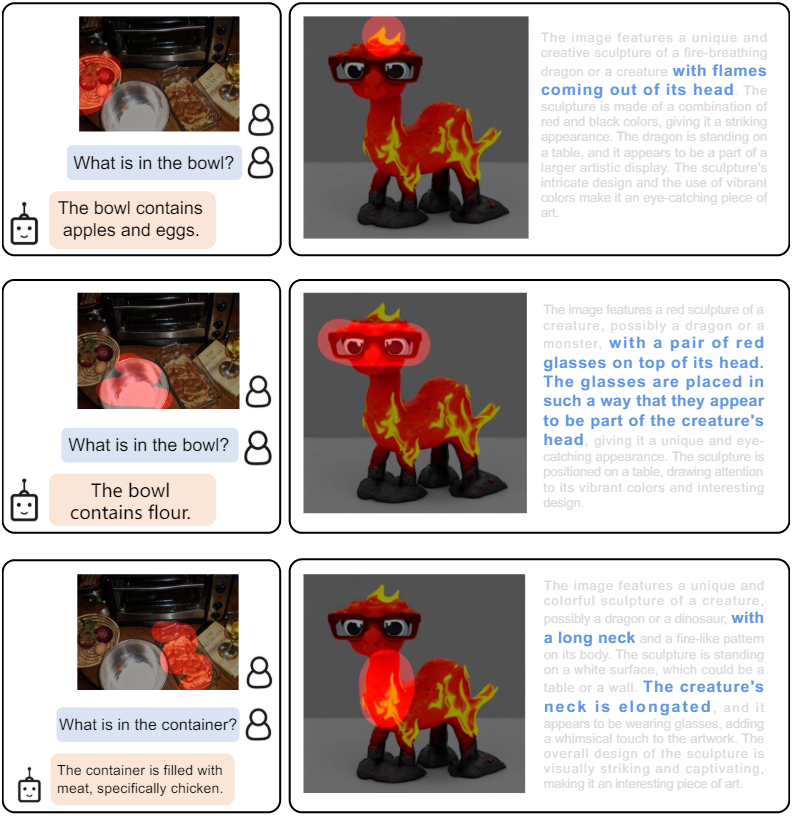 What is in the bowl?
The bowl contains
apples and eggs.
The image features a unique and
creative sculpture of a fire-breathing
dragon or a creature with flames
coming out of its head. The
sculpture is made of a combination of
red and black colors, giving it a striking
appearance. The dragon is standing on
a table, and it appears to be a part of a
larger artistic display. The sculpture's
intricate design and the use of vibrant
colors make it an eye-catching piece of
art.
What is in the bowl?
The bowl
contains flour.
The image features a red sculpture of a
creature, possibly a dragon or a
monster, with a pair of red
glasses on top of its head.
The glasses are placed in
such a way that they appear
to be part of the creature's
head, giving it a unique and eye-
catching appearance. The sculpture is
positioned on a table, drawing attention
to its vibrant colors and interesting
design.
What is in the container?
The container is filled with
meat, specifically chicken.
The image features a unique and
colorful sculpture of a creature,
possibly a dragon or a dinosaur, with
a long neck and a fire-like pattern
on its body. The sculpture is standing
on a white surface, which could be a
table or a wall. The creature's
neck is elongated, and it
appears to be wearing glasses, adding
a whimsical touch to the artwork. The
overall design of the sculpture is
visually striking and captivating,
making it an interesting piece of art.